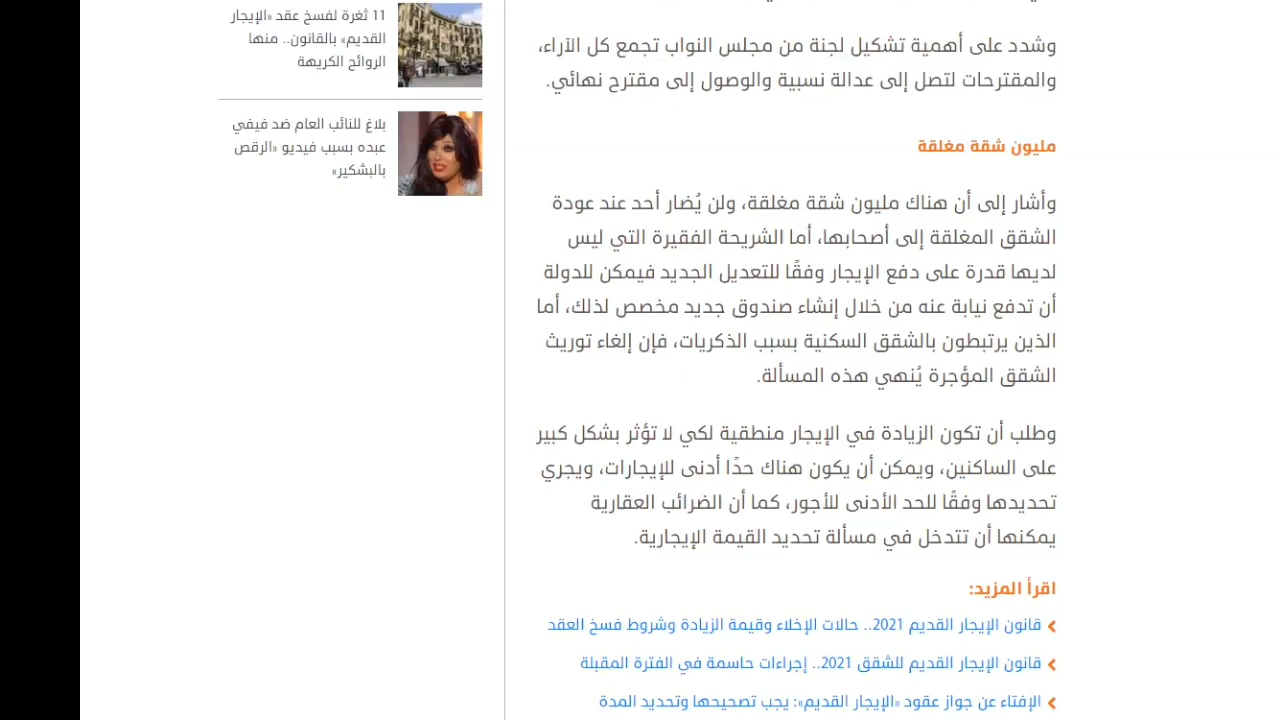 وشدد على أهمية تشكيل لجنة من مجلس النواب تجمع كل الآراء،
والمقترحات لتصل إلى عدالة نسبية والوصول إلى مقترح نهائي.
مليون شقة مغلقة
وأشار إلى أن هناك مليون شقة مغلقة، ولن يُضار أحد عند عودة
الشقق المغلقة إلى أصحابها، أما الشريحة الفقيرة التي ليس
لديها قدرة على دفع الإيجار وفقًا للتعديل الجديد فيمكن للدولة
أن تدفع نيابة عنه من خلال إنشاء صندوق جديد مخصص لذلك، أما
الذين يرتبطون بالشقق السكنية بسبب الذكريات، فإن إلغاء توريث
الشقق المؤجرة يُنهي هذه المسألة.
وطلب أن تكون الزيادة في الإيجار منطقية لكي لا تؤثر بشكل كبير
على الساكنين، ويمكن أن يكون هناك حدًا أدنى للإيجارات، ويجري
تحديدها وفقًا للحد الأدنى للأجور، كما أن الضرائب العقارية
يمكنها أن تتدخل في مسألة تحديد القيمة الإيجارية.
اقرأ المزيد:
قانون الإيجار القديم 2021.. حالات الإخلاء وقيمة الزيادة وشروط فسخ العقد
قانون الإيجار القديم للشقق 2021.. إجراءات حاسمة في الفترة المقبلة
الإفتاء عن جواز عقود «الإيجار القديم»: يجب تصحيحها وتحديد المدة
11 ثغرة لفسخ عقد «الإيجار
القديم» بالقانون.. منها
الروائح الكريهة
بلاغ للنائب العام ضد فيفي
عبده بسبب فيديو «الرقص
بالبشكير»